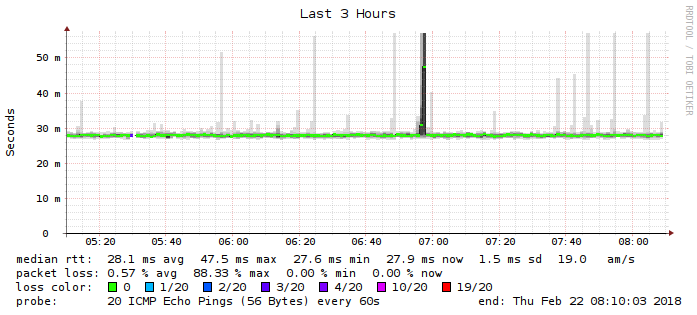 Last 3 Hours
RRDTOOL / TOBI OETIKER
Seconds
50 m
40 m
30 m
20 m
10 m
0
05:20 05:40 06:00 06:20 06:40 07:00 07:20 07:40 08:00
median rtt: 28.1 ms avg 47.5 ms max 27.6 ms min 27.9 ms now 1.5 ms sd 19.0 am/s
packet loss: 0.57 % avg 88.33 % max 0.00 % min 0.00 % now
loss color: 0 1/20 2/20 3/20 4/20 10/20 19/20
probe: 20 ICMP Echo Pings (56 Bytes) every 60s end: Thu Feb 22 08:10:03 2018